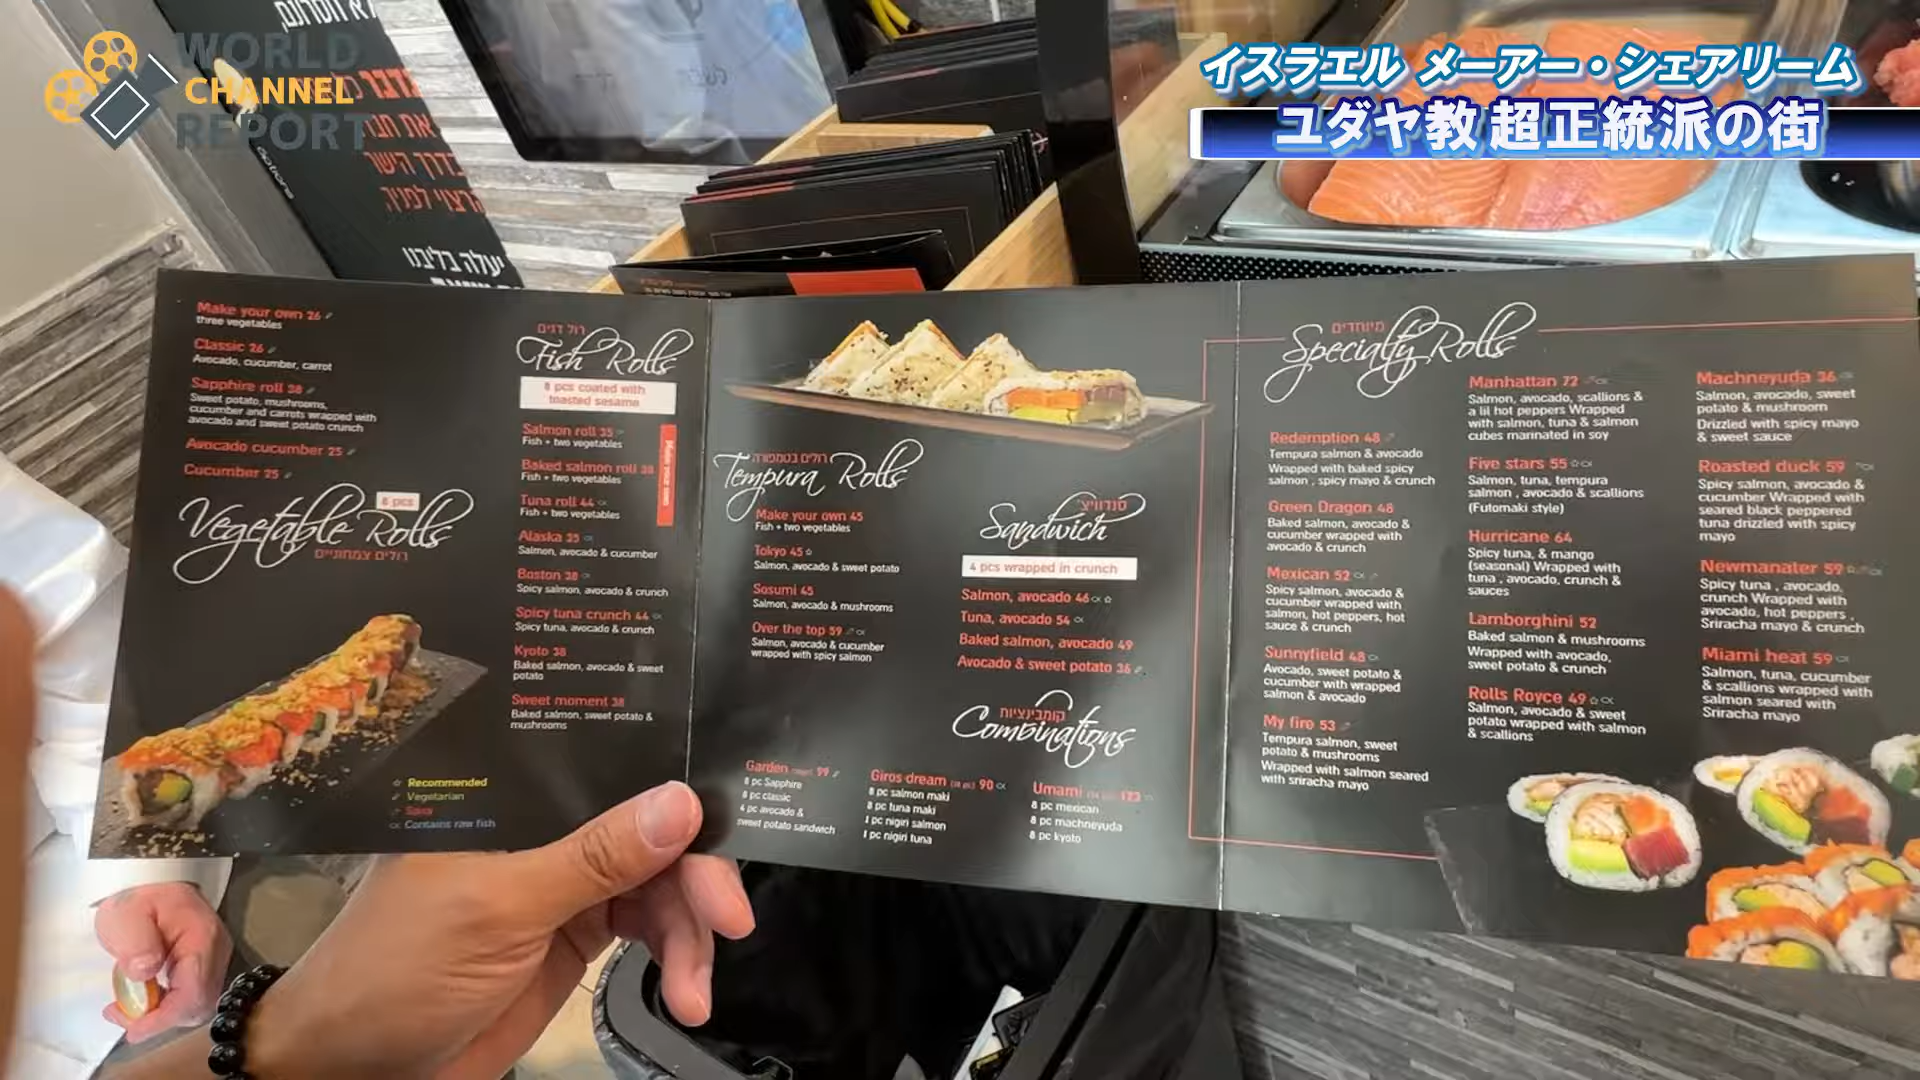 WORLD
CHANNEL
REPORT
イスラエル メーアー・シェアリーム
ユダヤ教 超正統派の街
את חבר
בדרך הישר
options
יעלה בליבנו
Make your own 26
three vegetables
Classic 26
Avocado, cucumber, carrot
Sapphire roll 38
Sweet potato, mushrooms,
cucumber and carrots wrapped with
avocado and sweet potato crunch
Avocado cucumber 25
Cucumber 25
6 pcs
Vegetable Rolls
רולים צמחוניים
☆ Recommended
Vegetarian
Spicy
Contains raw fish
רול דגים
Fish Rolls
8 pcs coated with
toasted sesame
Salmon roll 35
Fish + two vegetables
Baked salmon roll 38
Fish + two vegetables
Tuna roll 44
Fish + two vegetables
Make your own
Alaska 35
Salmon, avocado & cucumber
Boston 38
Spicy salmon, avocado & crunch
Spicy tuna crunch 44
Spicy tuna, avocado & crunch
Kyoto 38
Baked salmon, avocado & sweet
potato
Sweet moment 38
Baked salmon, sweet potato &
mushrooms
רולים בטמפורה
Tempura Rolls
Make your own 45
Fish + two vegetables
Tokyo 45 ☆
Salmon, avocado & sweet potato
Sosumi 45
Salmon, avocado & mushrooms
Over the top 59
Salmon, avocado & cucumber
wrapped with spicy salmon
סנדוויץ'
Sandwich
4 pcs wrapped in crunch
Salmon, avocado 46 ☆
Tuna, avocado 54
Baked salmon, avocado 49
Avocado & sweet potato 36
קומבינציות
Combinations
Garden 99
8 pc Sapphire
8 pc classic
4 pc avocado &
sweet potato sandwich
Giros dream (18 pc) 90
8 pc salmon maki
8 pc tuna maki
1 pc nigiri salmon
1 pc nigiri tuna
Umami (24 pc) 123
8 pc mexican
8 pc machneyuda
8 pc kyoto
מיוחדים
Specialty Rolls
Redemption 48
Tempura salmon & avocado
Wrapped with baked spicy
salmon , spicy mayo & crunch
Green Dragon 48
Baked salmon, avocado &
cucumber wrapped with
avocado & crunch
Mexican 52
Spicy salmon, avocado &
cucumber wrapped with
salmon, hot peppers, hot
sauce & crunch
Sunnyfield 48
Avocado, sweet potato &
cucumber with wrapped
salmon & avocado
My fire 53
Tempura salmon, sweet
potato & mushrooms
Wrapped with salmon seared
with sriracha mayo
Manhattan 72
Salmon, avocado, scallions &
a lil hot peppers Wrapped
with salmon, tuna & salmon
cubes marinated in soy
Five stars 55 ☆
Salmon, tuna, tempura
salmon , avocado & scallions
(Futomaki style)
Hurricane 64
Spicy tuna, & mango
(seasonal) Wrapped with
tuna , avocado, crunch &
sauces
Lamborghini 52
Baked salmon & mushrooms
Wrapped with avocado,
sweet potato & crunch
Rolls Royce 49 ☆
Salmon, avocado & sweet
potato wrapped with salmon
& scallions
Machneyuda 36
Salmon, avocado, sweet
potato & mushroom
Drizzled with spicy mayo
& sweet sauce
Roasted duck 59
Spicy salmon, avocado &
cucumber Wrapped with
seared black peppered
tuna drizzled with spicy
mayo
Newmanater 59 ☆
Spicy tuna , avocado,
crunch Wrapped with
avocado, hot peppers ,
Sriracha mayo & crunch
Miami heat 59
Salmon, tuna, cucumber
& scallions wrapped with
salmon seared with
Sriracha mayo